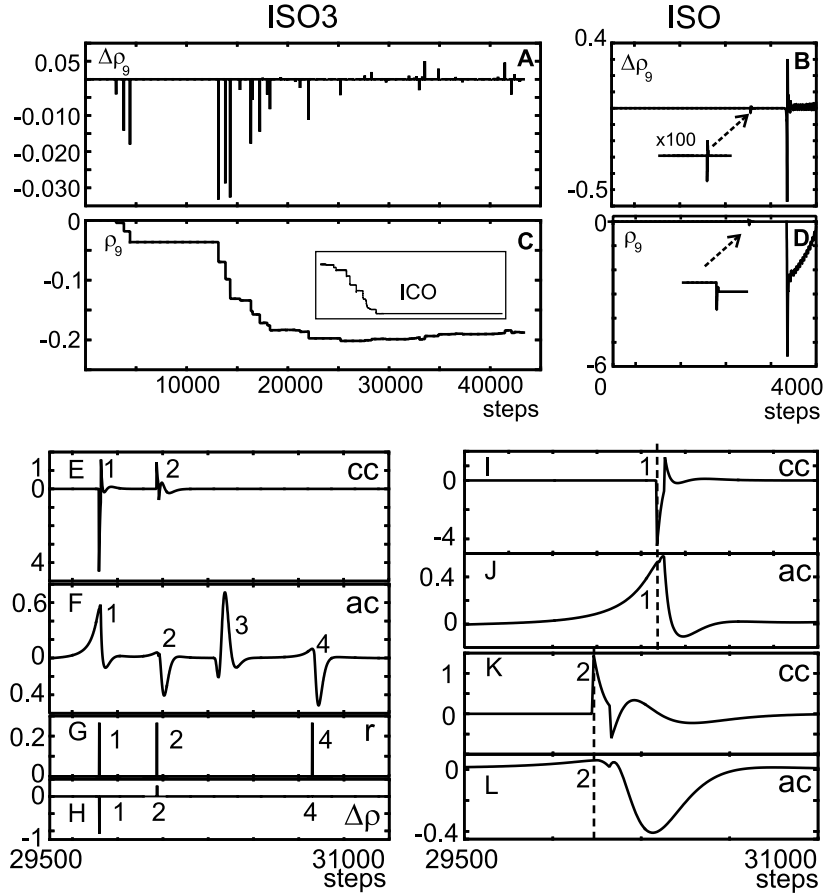 ISO3
ISO
Δρ9
A
0.05
-0.010
-0.020
-0.030
0.4
Δρ9
B
x100
-0.5
0
ρ9
C
-0.1
-0.2
ICO
10000
20000
30000
40000
steps
0
ρ9
D
-6
0
4000
steps
1
0
4
E
1
2
cc
0.6
0
0.4
F
1
2
3
4
ac
0.2
0
G
1
2
4
r
0
-1
H
1
2
4
Δρ
29500
31000
steps
0
-4
I
1
cc
0.4
0
J
1
ac
1
0
K
2
cc
0
-0.4
L
2
ac
29500
31000
steps